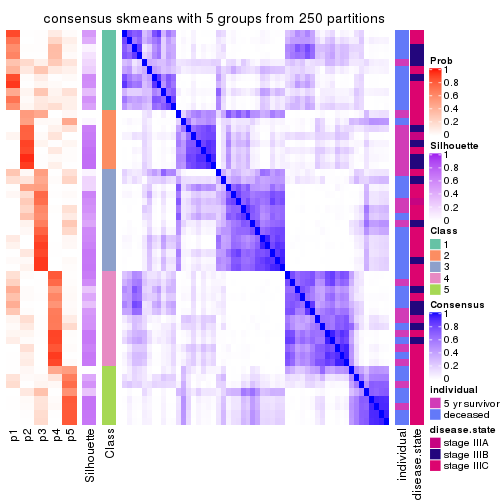 consensus skmeans with 5 groups from 250 partitions
Prob
1
0.8
0.6
0.4
0.2
0
Silhouette
1
0.8
0.6
0.4
0.2
0
Class
1
2
3
4
5
Consensus
1
0.8
0.6
0.4
0.2
0
individual
5 yr survivor
deceased
disease.state
stage IIIA
stage IIIB
stage IIIC
p1
p2
p3
p4
p5
Silhouette
Class
individual
disease.state